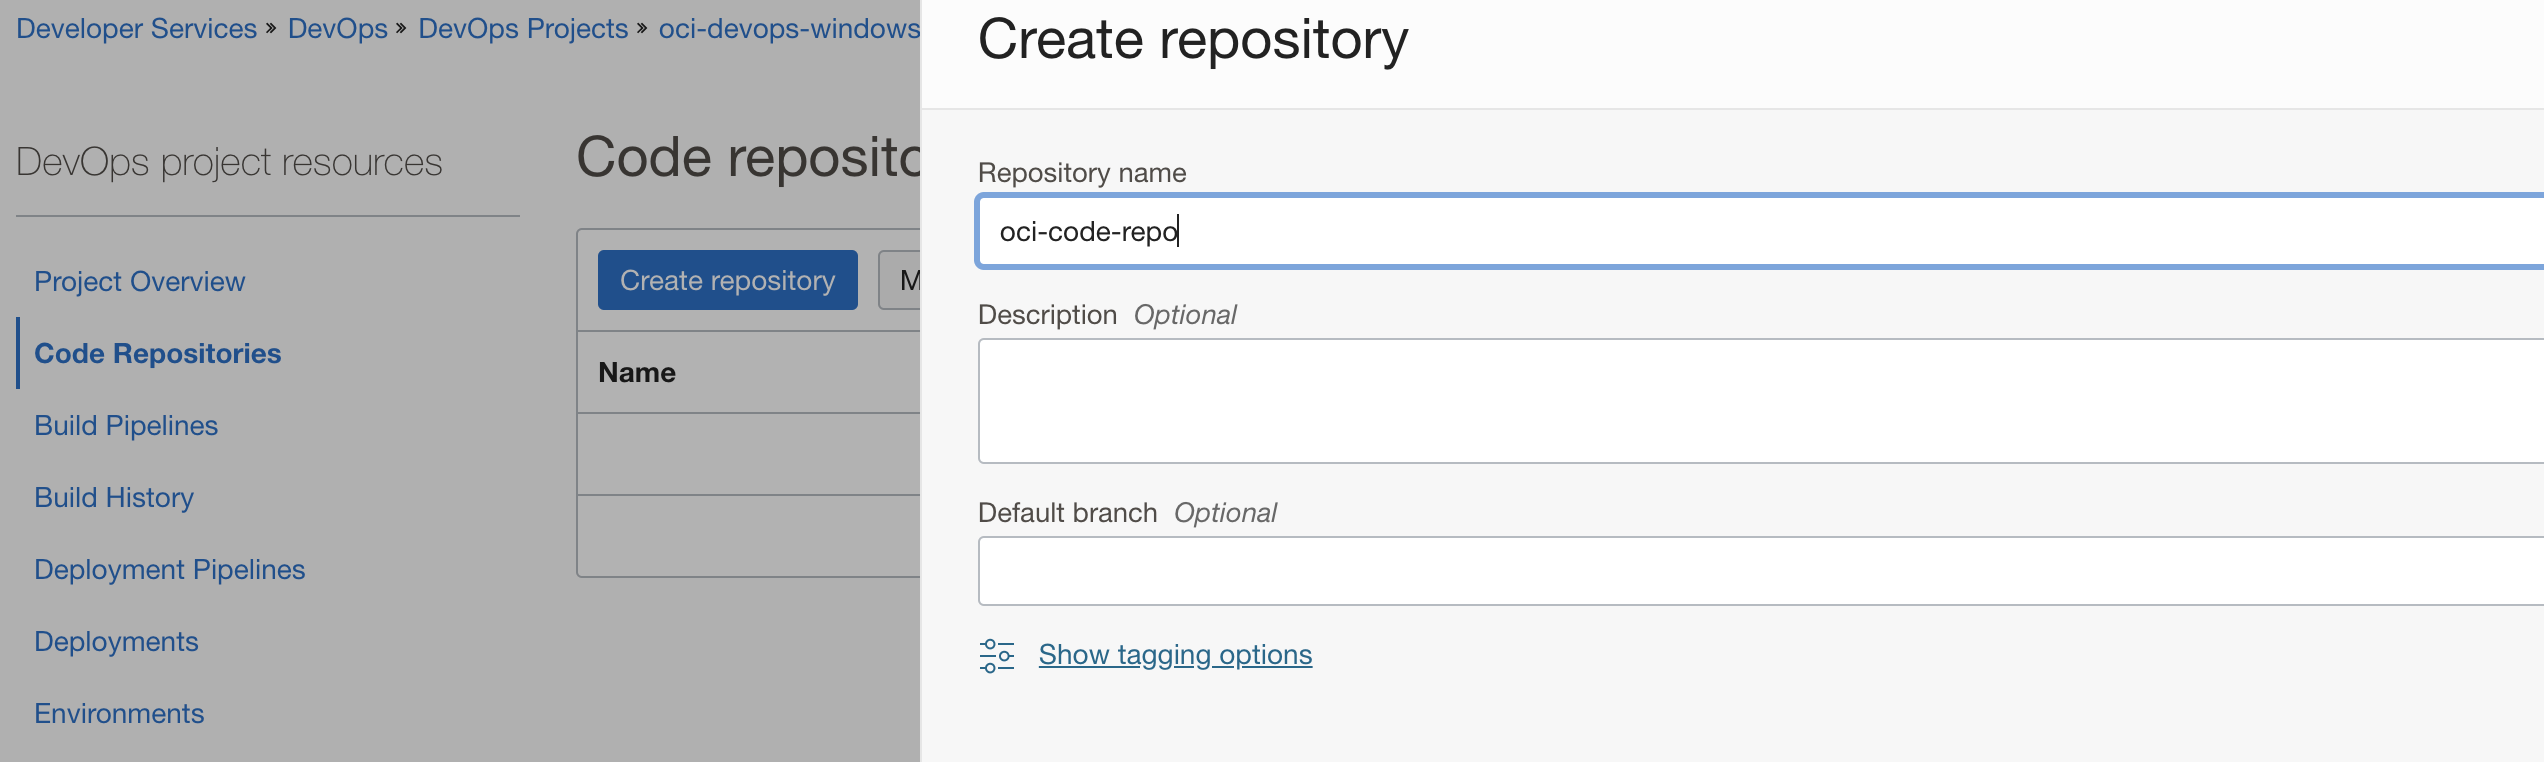 Developer Services » DevOps » DevOps Projects » oci-devops-windows
DevOps project resources
Project Overview
Code Repositories
Build Pipelines
Build History
Deployment Pipelines
Deployments
Environments
Code reposito
Create repository M
Name
Create repository
Repository name
oci-code-repo
Description Optional
Default branch Optional
Show tagging options